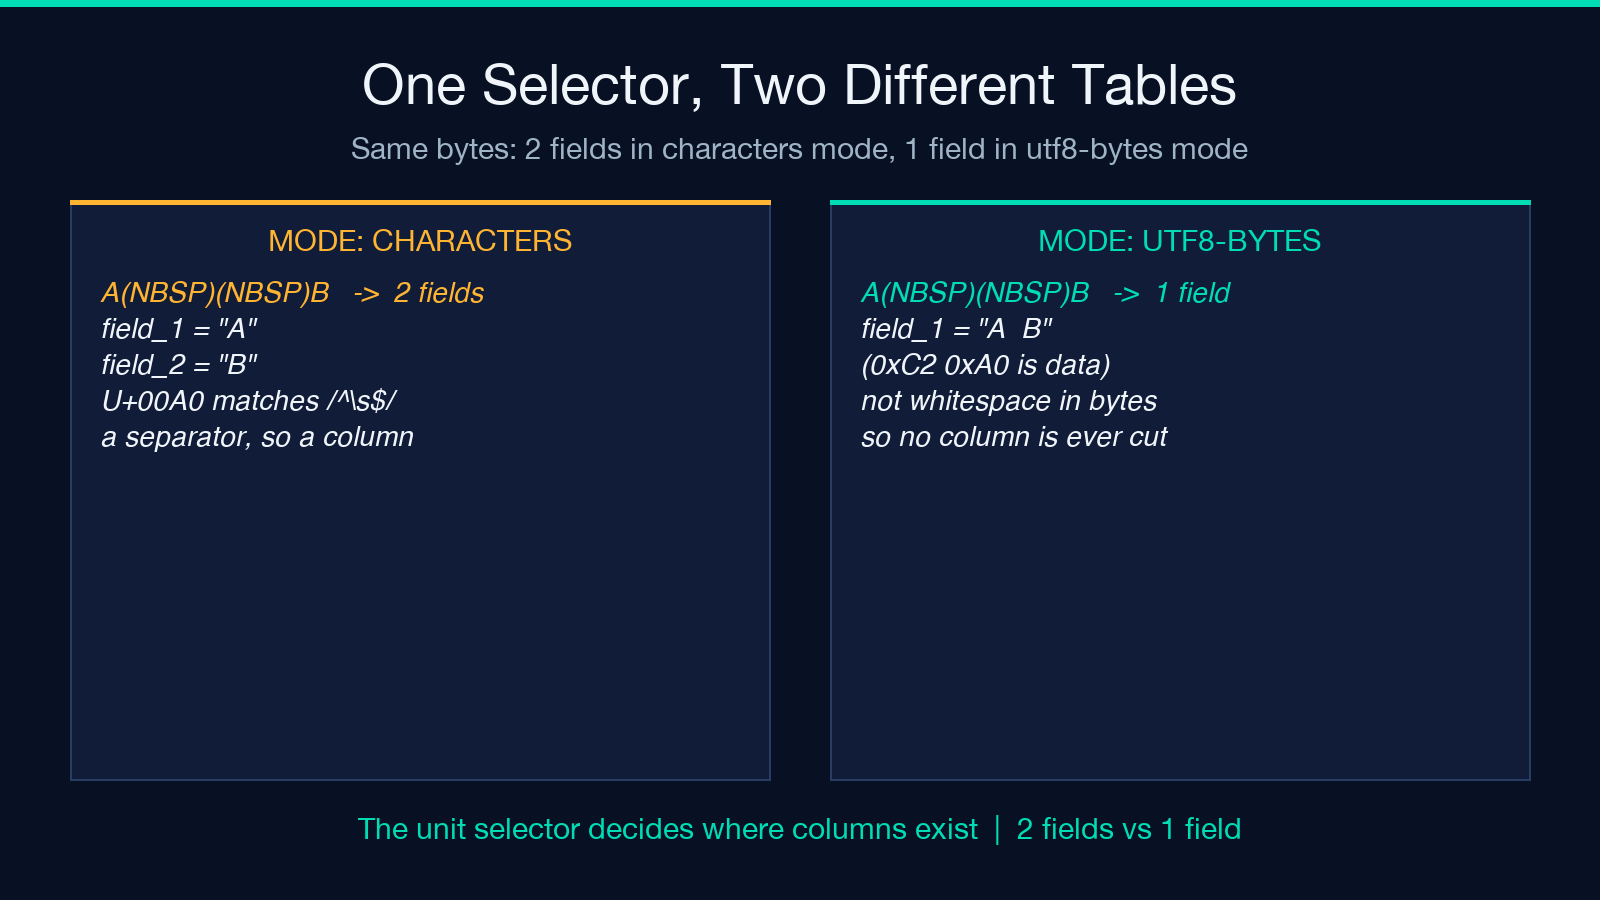 One Selector, Two Different Tables
Same bytes: 2 fields in characters mode, 1 field in utf8-bytes mode
MODE: CHARACTERS
A(NBSP)(NBSP)B   ->  2 fields
field_1 = "A"
field_2 = "B"
U+00A0 matches /^\s$/
a separator, so a column
MODE: UTF8-BYTES
A(NBSP)(NBSP)B   ->  1 field
field_1 = "A  B"
(0xC2 0xA0 is data)
not whitespace in bytes
so no column is ever cut
The unit selector decides where columns exist  |  2 fields vs 1 field